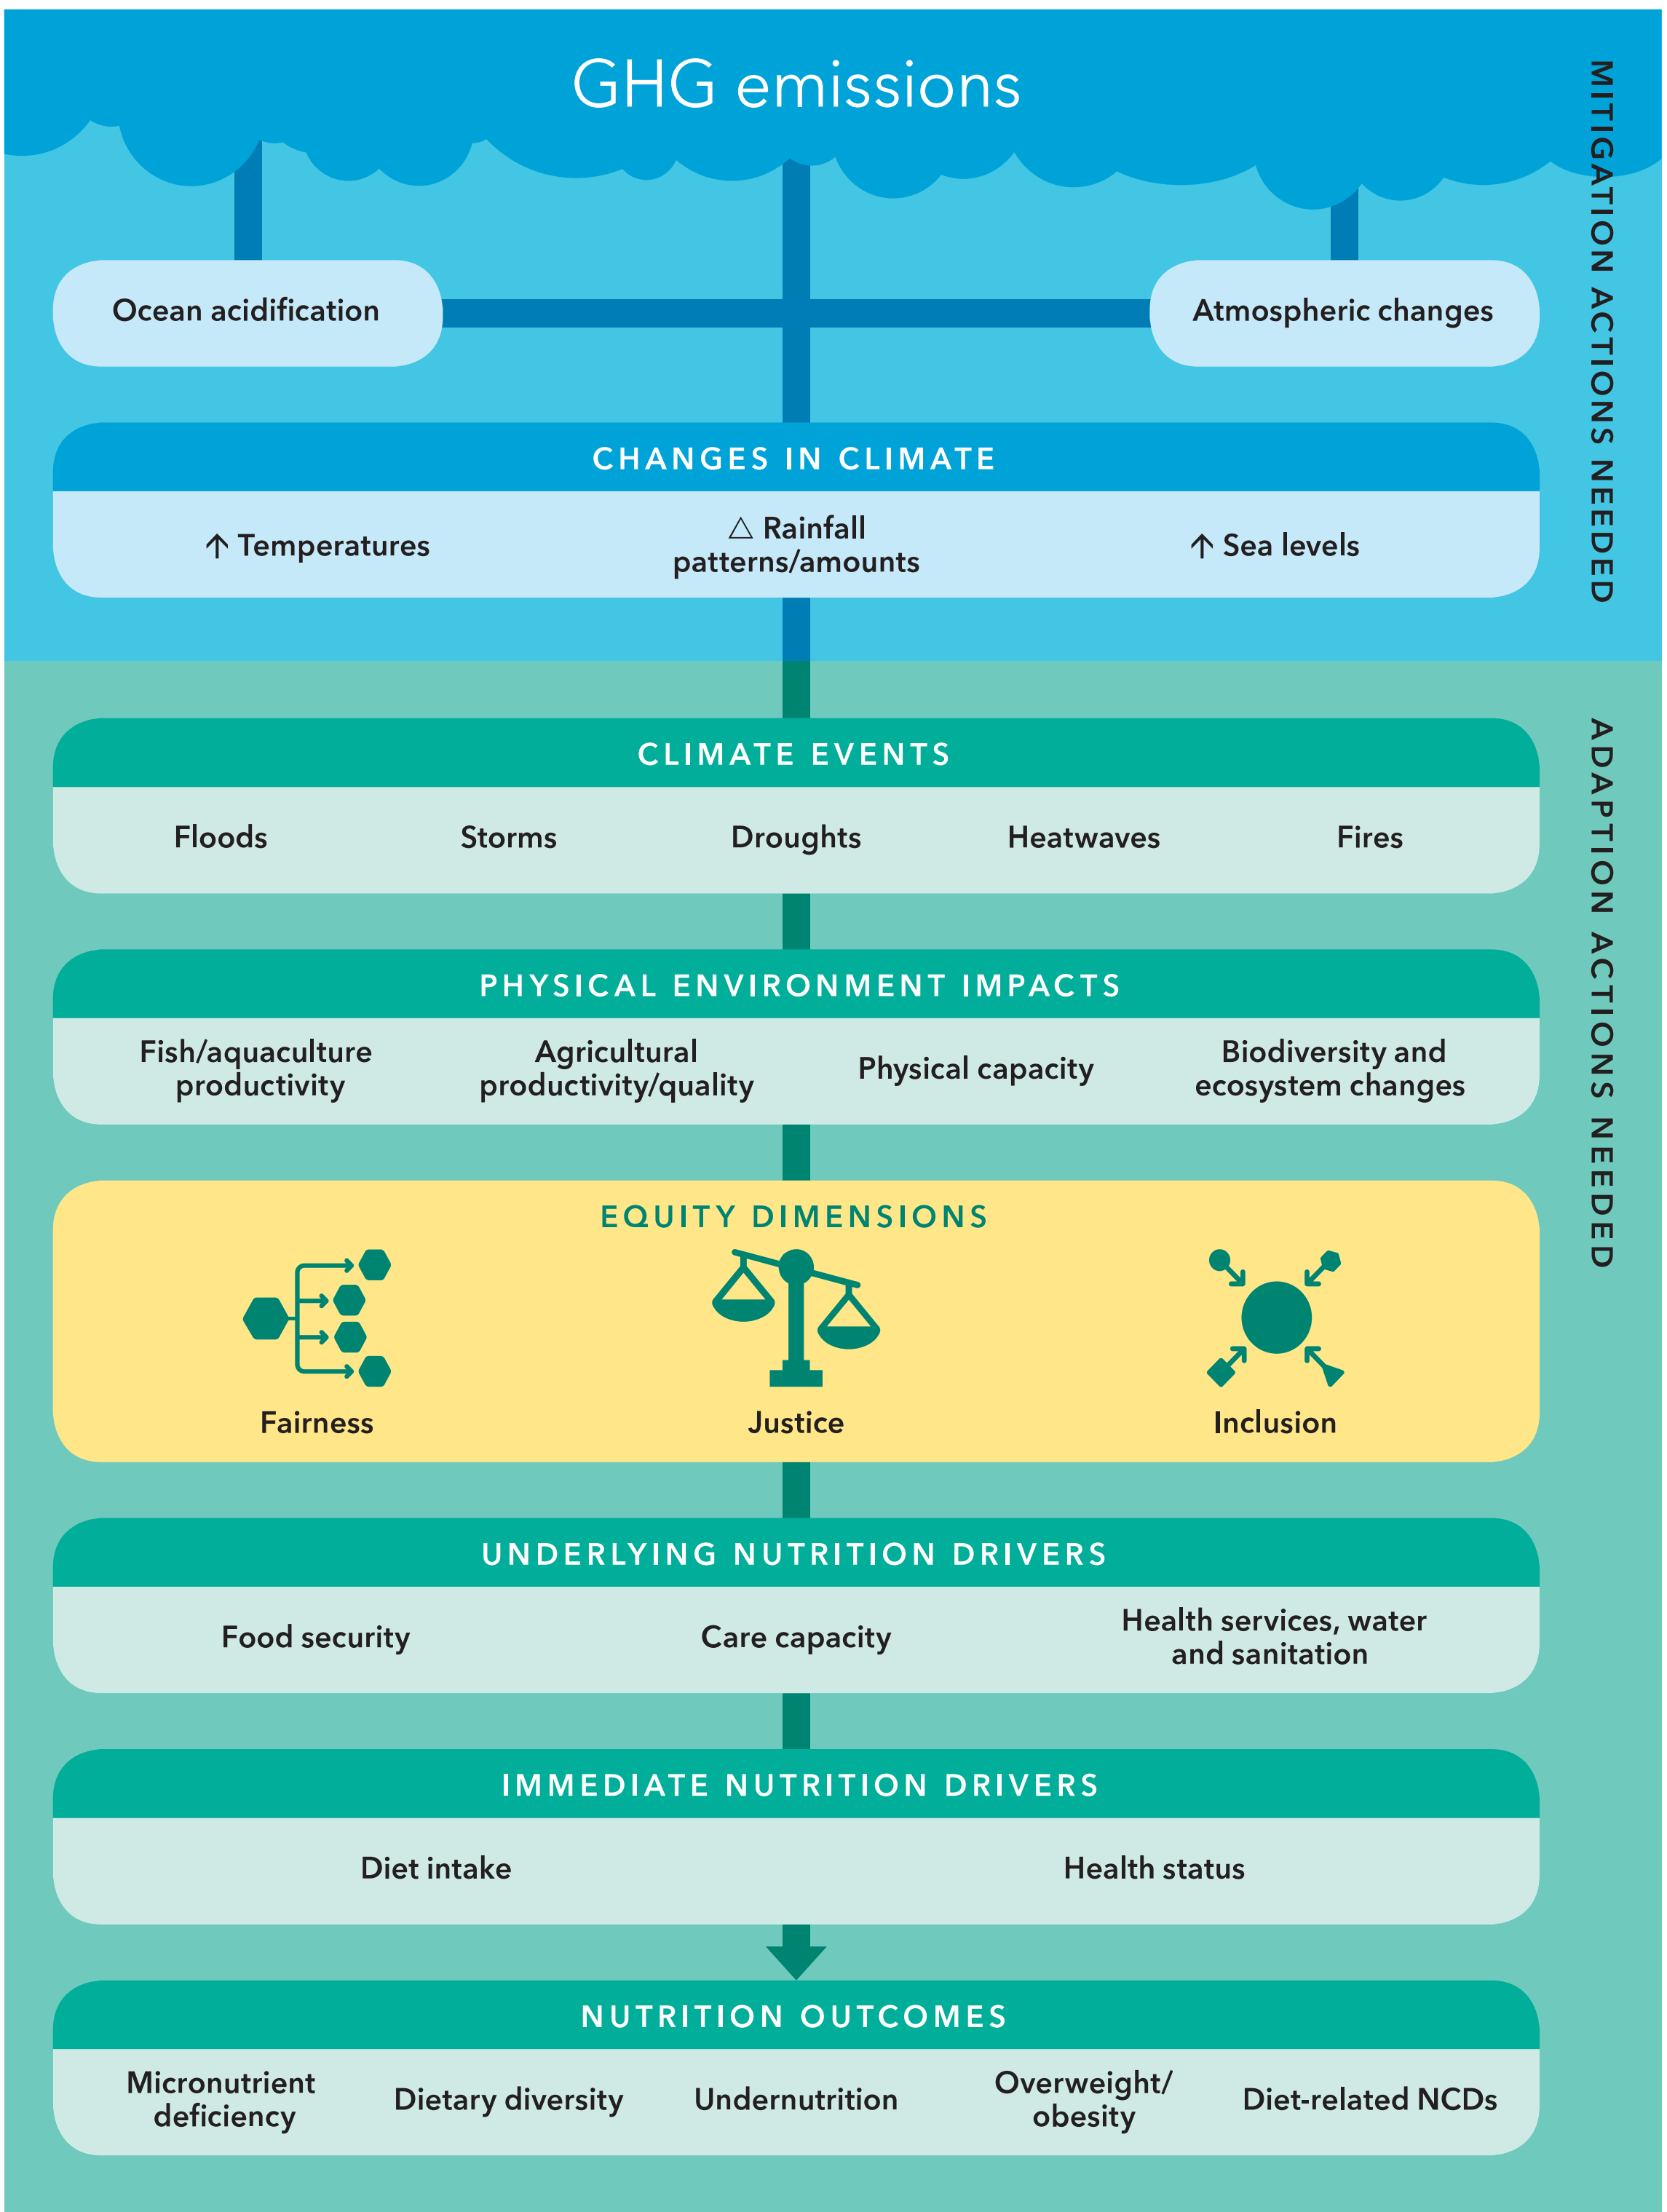 GHG emissions
MITIGATION ACTIONS NEEDED
Ocean acidification
Atmospheric changes
CHANGES IN CLIMATE
↑ Temperatures
△ Rainfall
patterns/amounts
↑ Sea levels
ADAPTION ACTIONS NEEDED
CLIMATE EVENTS
Floods
Storms
Droughts
Heatwaves
Fires
PHYSICAL ENVIRONMENT IMPACTS
Fish/aquaculture
productivity
Agricultural
productivity/quality
Physical capacity
Biodiversity and
ecosystem changes
EQUITY DIMENSIONS
Fairness
Justice
Inclusion
UNDERLYING NUTRITION DRIVERS
Food security
Care capacity
Health services, water
and sanitation
IMMEDIATE NUTRITION DRIVERS
Diet intake
Health status
NUTRITION OUTCOMES
Micronutrient
deficiency
Dietary diversity
Undernutrition
Overweight/
obesity
Diet-related NCDs